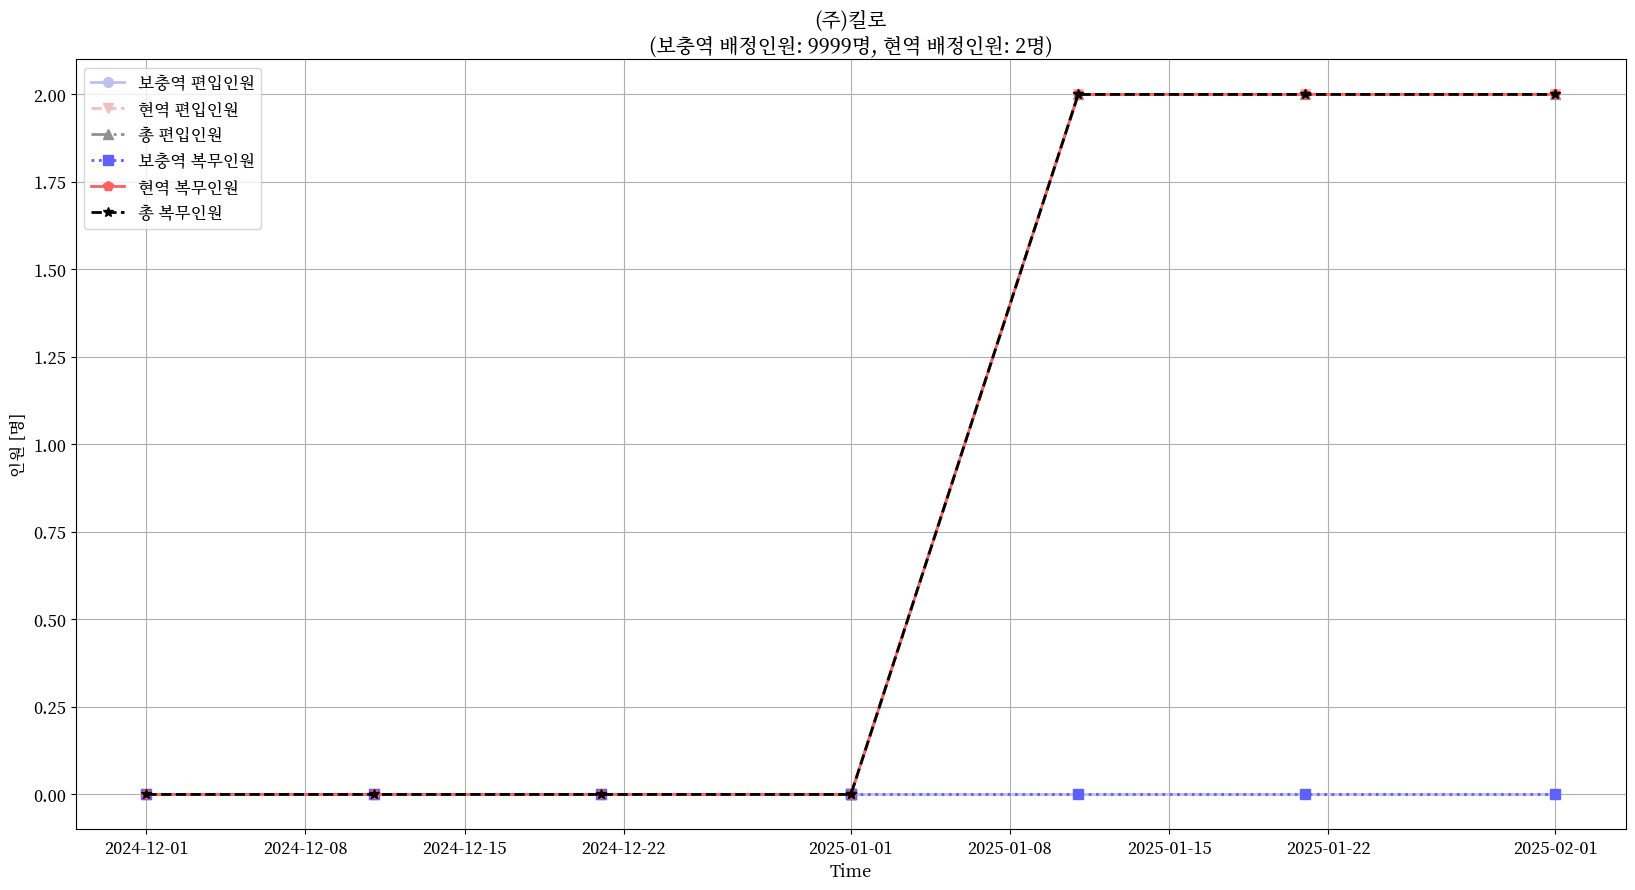 (주)킬로
(보충역 배정인원: 9999명, 현역 배정인원: 2명)
보충역 편입인원
현역 편입인원
총 편입인원
보충역 복무인원
현역 복무인원
총 복무인원
2.00
1.75
1.50
1.25
1.00
0.75
0.50
0.25
0.00
인원 [명]
2024-12-01
2024-12-08
2024-12-15
2024-12-22
2025-01-01
2025-01-08
2025-01-15
2025-01-22
2025-02-01
Time